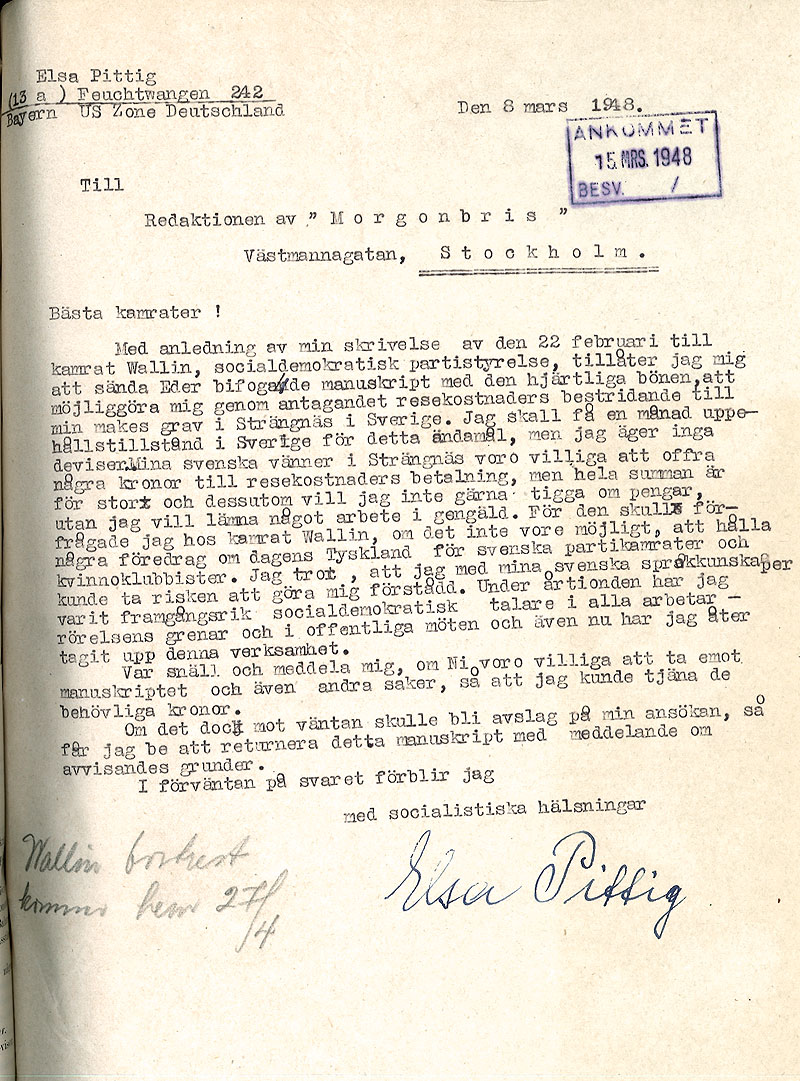 Elsa Pittig
(13 a ) Feuchtwangen 242
Bayern US Zone Deutschland
Den 8 mars 1948.
ANKOMMET
15. MRS. 1948
BESV. /
Till
Redaktionen av " M o r g o n b r i s "
Västmannagatan, S t o c k h o l m .
Bästa kamrater !
Med anledning av min skrivelse av den 22 februari till
kamrat Wallin, socialdemokratisk partistyrelse, tillåter jag mig
att sända Eder bifogade manuskript med den hjärtliga bönen,att
möjliggöra mig genom antagandet resekostnaders bestridande till
min makes grav i Strängnäs i Sverige. Jag skall få en månad uppe-
hållstillstånd i Sverige för detta ändamål, men jag äger inga
deviser.Mina svenska vänner i Strängnäs voro villiga att offra
några kronor till resekostnaders betalning, men hela summan är
för stor och dessutom vill jag inte gärna tigga om pengar,
utan jag vill lämna något arbete i gengäld. För den skull för-
frågade jag hos kamrat Wallin, om det inte vore möjligt, att hålla
några föredrag om dagens Tyskland för svenska partikamrater och
kvinnoklubbister. Jag tror , att jag med mina svenska språkkunskaper
kunde ta risken att göra mig förstådd. Under årtionden har jag
varit framgångsrik socialdemokratisk talare i alla arbetar -
rörelsens grenar och i offentliga möten och även nu har jag åter
tagit upp denna verksamhet.
Var snäll och meddela mig, om Ni voro villiga att ta emot
manuskriptet och även andra saker, så att jag kunde tjäna de
behövliga kronor.
Om det dock mot väntan skulle bli avslag på min ansökan, så
får jag be att returnera detta manuskript med meddelande om
avvisandes grunder.
I förväntan på svaret förblir jag
med socialistiska hälsningar
Elsa Pittig
Wallin bortrest
kommer hem 27/4